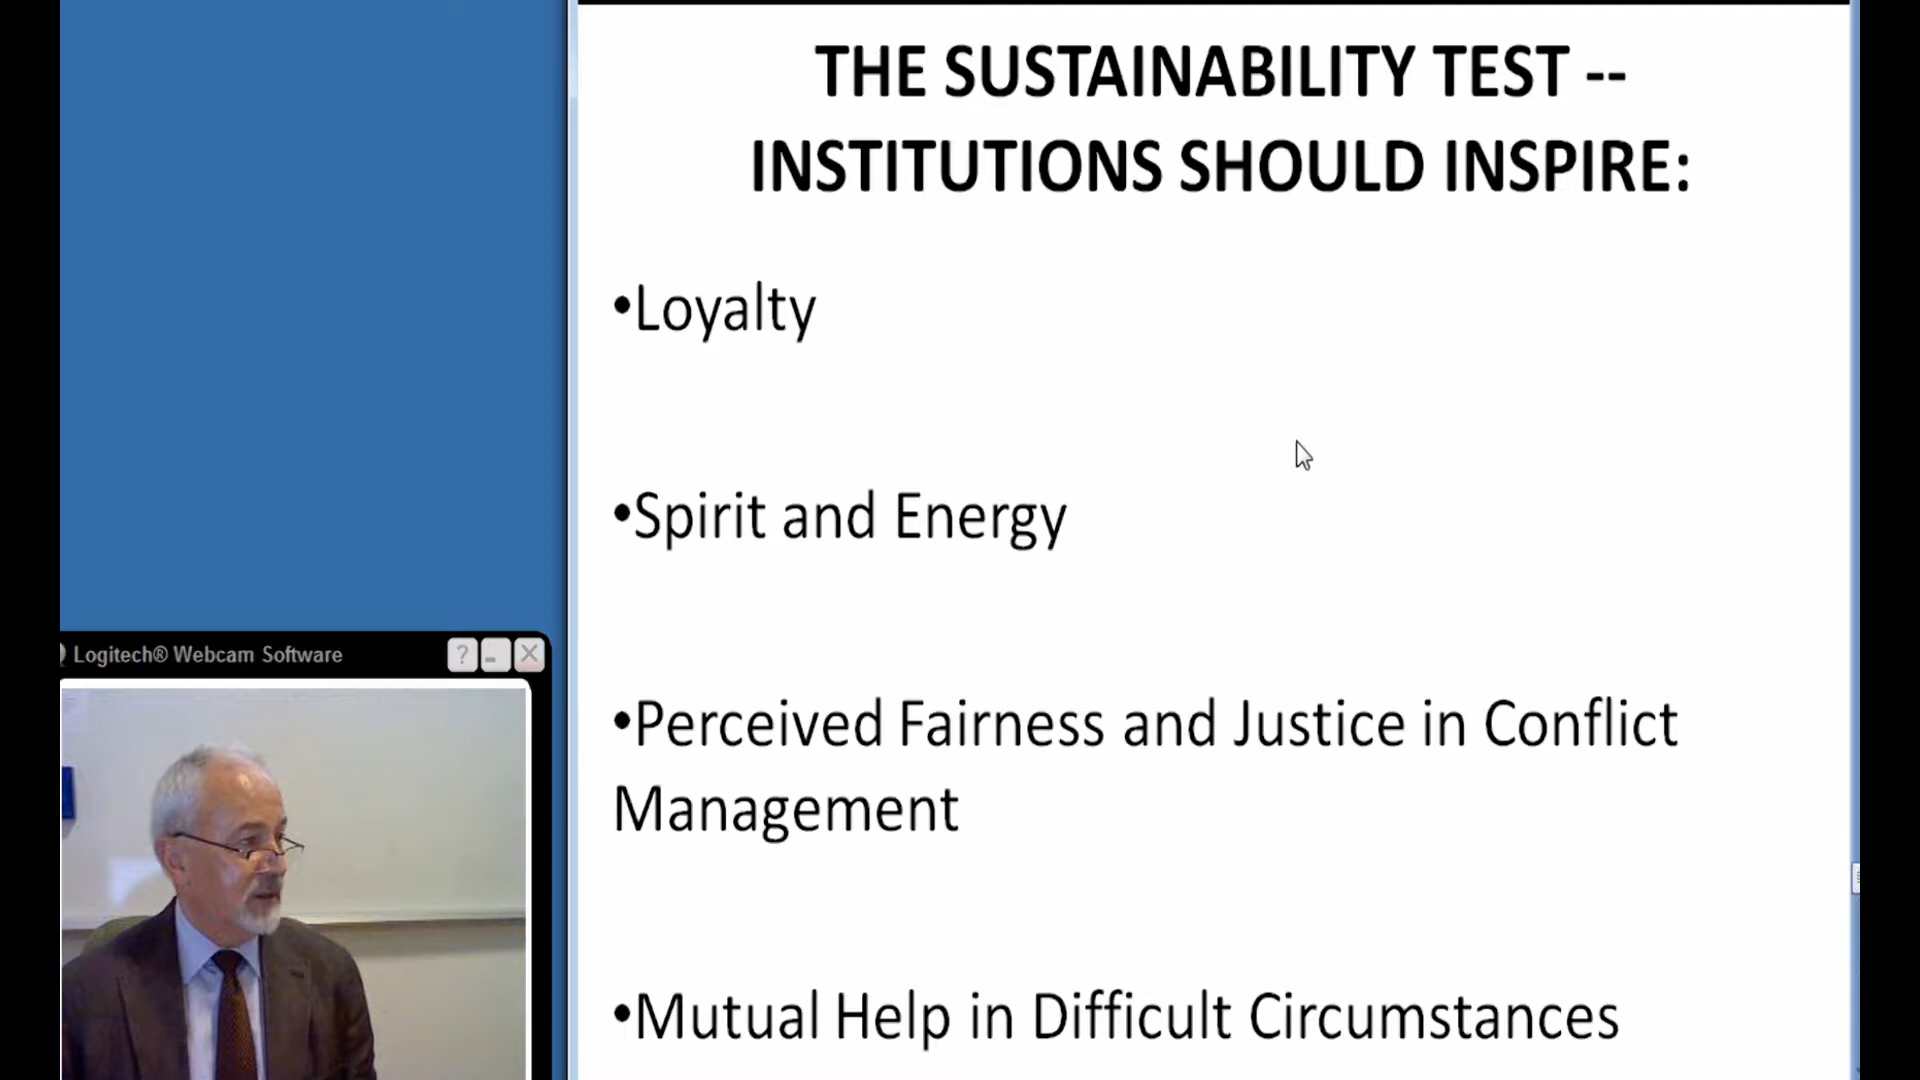 THE SUSTAINABILITY TEST --
INSTITUTIONS SHOULD INSPIRE:
•Loyalty
•Spirit and Energy
•Perceived Fairness and Justice in Conflict
Management
•Mutual Help in Difficult Circumstances
Logitech® Webcam Software
?